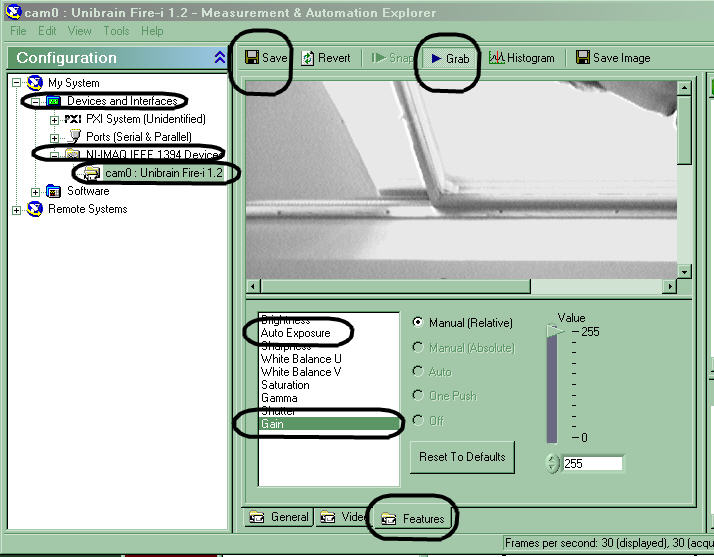 cam0 : Unibrain Fire-i 1.2 - Measurement & Automation Explorer
File Edit View Tools Help
Configuration
Save Revert Snap Grab Histogram Save Image
My System
Devices and Interfaces
PXI PXI System (Unidentified)
Ports (Serial & Parallel)
NI-IMAQ IEEE 1394 Devices
cam0 : Unibrain Fire-i 1.2
Software
Remote Systems
Brightness
Auto Exposure
Sharpness
White Balance U
White Balance V
Saturation
Gamma
Shutter
Gain
Manual (Relative)
Manual (Absolute)
Auto
One Push
Off
Reset To Defaults
Value
255
0
255
General Video Features
Frames per second: 30 (displayed), 30 (acqu